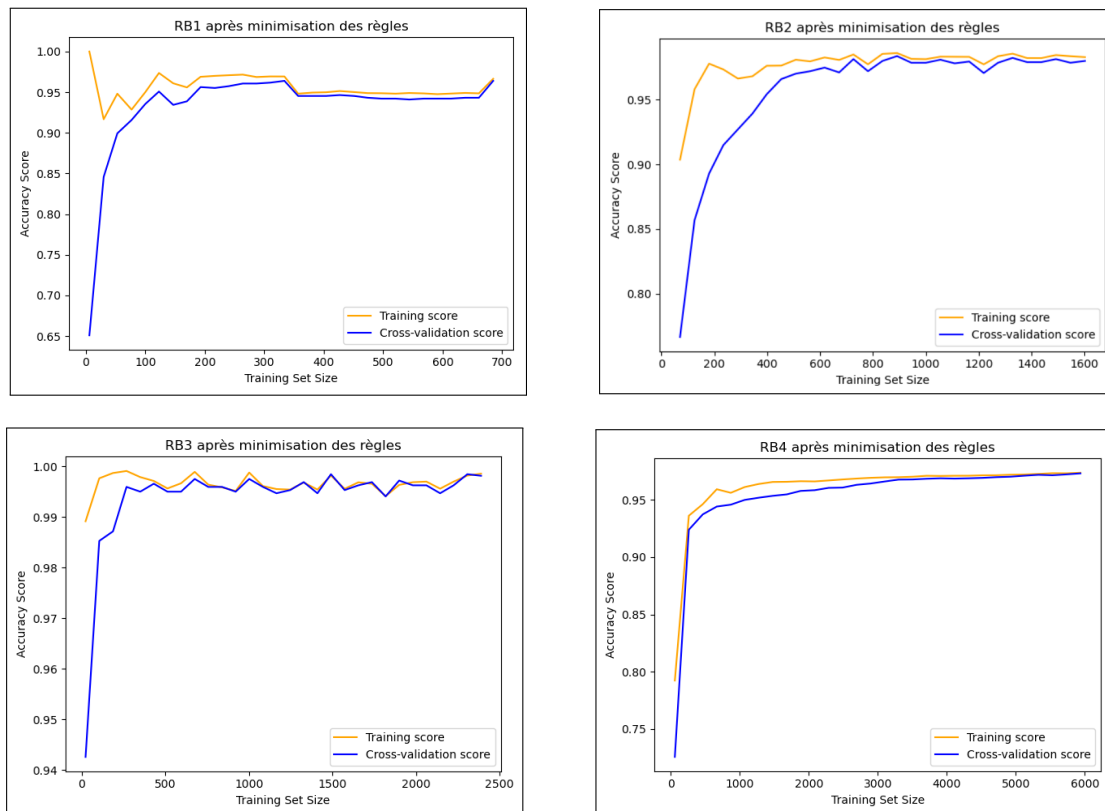 RB1 après minimisation des règles
1.00
0.95
0.90
0.85
0.80
0.75
0.70
0.65
Accuracy Score
0 100 200 300 400 500 600 700
Training Set Size
Training score
Cross-validation score
RB2 après minimisation des règles
0.95
0.90
0.85
0.80
Accuracy Score
0 200 400 600 800 1000 1200 1400 1600
Training Set Size
Training score
Cross-validation score
RB3 après minimisation des règles
1.00
0.99
0.98
0.97
0.96
0.95
0.94
Accuracy Score
0 500 1000 1500 2000 2500
Training Set Size
Training score
Cross-validation score
RB4 après minimisation des règles
0.95
0.90
0.85
0.80
0.75
Accuracy Score
0 1000 2000 3000 4000 5000 6000
Training Set Size
Training score
Cross-validation score